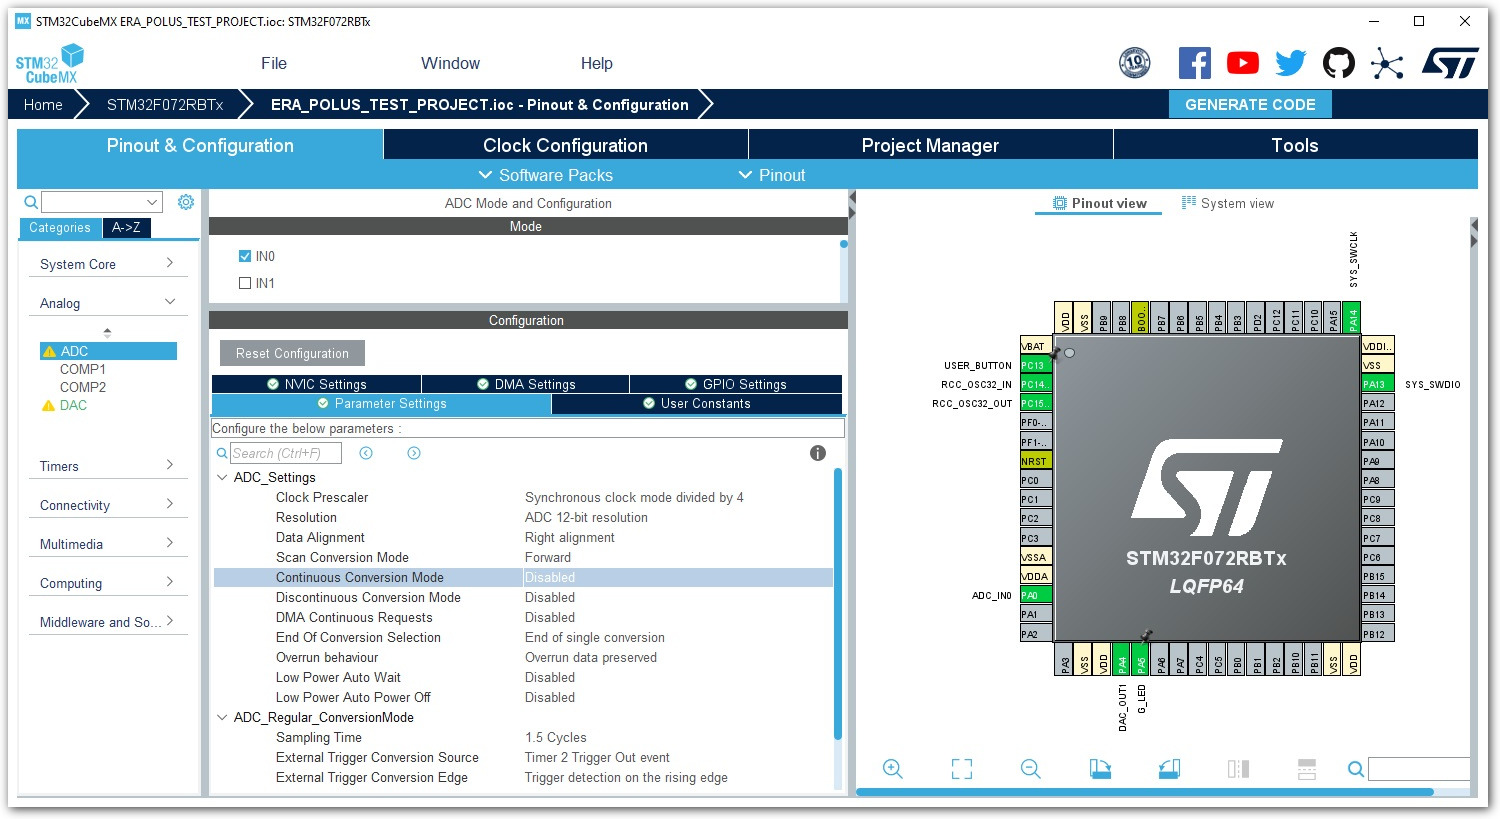 MX STM32CubeMX ERA_POLUS_TEST_PROJECT.ioc: STM32F072RBTx
STM32
CubeMX
File Window Help
10
Home STM32F072RBTx ERA_POLUS_TEST_PROJECT.ioc - Pinout & Configuration GENERATE CODE
Pinout & Configuration Clock Configuration Project Manager Tools
Software Packs Pinout
Categories A->Z
System Core
Analog
ADC
COMP1
COMP2
DAC
Timers
Connectivity
Multimedia
Computing
Middleware and So...
ADC Mode and Configuration
Mode
IN0
IN1
Configuration
Reset Configuration
NVIC Settings DMA Settings GPIO Settings
Parameter Settings User Constants
Configure the below parameters :
Search (Ctrl+F)
ADC_Settings
Clock Prescaler Synchronous clock mode divided by 4
Resolution ADC 12-bit resolution
Data Alignment Right alignment
Scan Conversion Mode Forward
Continuous Conversion Mode Disabled
Discontinuous Conversion Mode Disabled
DMA Continuous Requests Disabled
End Of Conversion Selection End of single conversion
Overrun behaviour Overrun data preserved
Low Power Auto Wait Disabled
Low Power Auto Power Off Disabled
ADC_Regular_ConversionMode
Sampling Time 1.5 Cycles
External Trigger Conversion Source Timer 2 Trigger Out event
External Trigger Conversion Edge Trigger detection on the rising edge
Pinout view System view
SYS_SWCLK
VDD VSS PB9 PB8 BOO.. PB7 PB6 PB5 PB4 PB3 PD2 PC12 PC11 PC10 PA15 PA14
VBAT VDDI..
USER_BUTTON PC13 VSS
RCC_OSC32_IN PC14.. PA13 SYS_SWDIO
RCC_OSC32_OUT PC15.. PA12
PF0-.. PA11
PF1-.. PA10
NRST PA9
PC0 PA8
PC1 PC9
PC2 PC8
PC3 PC7
VSSA PC6
VDDA PB15
ADC_IN0 PA0 PB14
PA1 PB13
PA2 PB12
STM32F072RBTx
LQFP64
PA3 VSS VDD PA4 PA5 PA6 PA7 PC4 PC5 PB0 PB1 PB2 PB10 PB11 VSS VDD
DAC_OUT1
G_LED